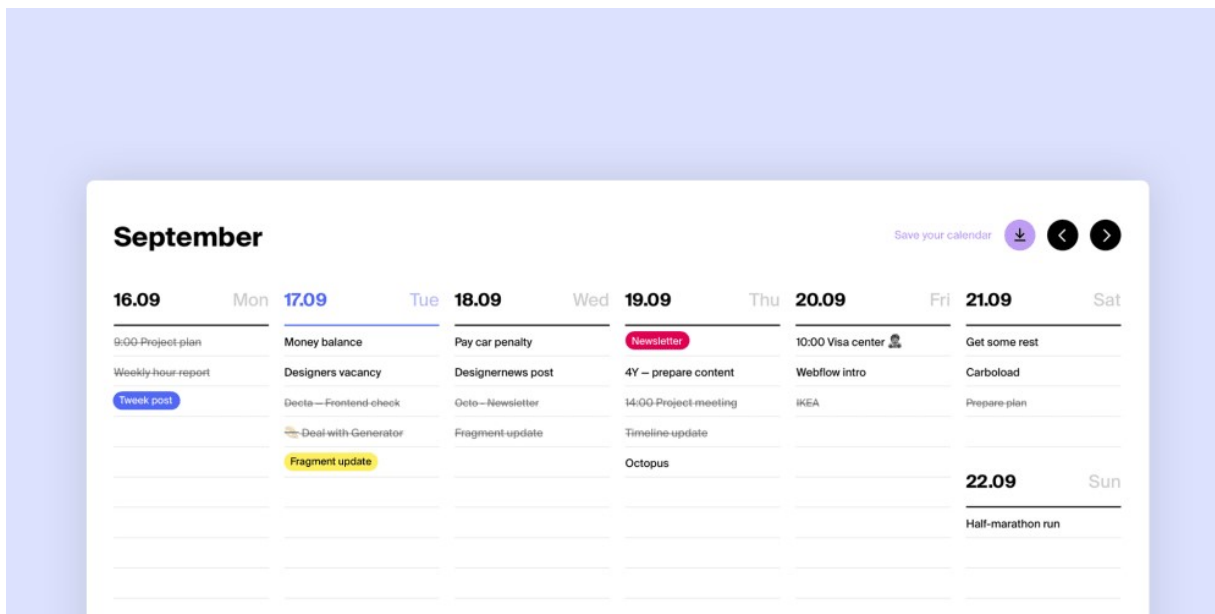 September
Save your calendar
16.09 Mon
9:00 Project plan
Weekly hour report
Tweek post
17.09 Tue
Money balance
Designers vacancy
Decta – Frontend check
Deal with Generator
Fragment update
18.09 Wed
Pay car penalty
Designernews post
Octo – Newsletter
Fragment update
19.09 Thu
Newsletter
4Y – prepare content
14:00 Project meeting
Timeline update
Octopus
20.09 Fri
10:00 Visa center
Webflow intro
IKEA
21.09 Sat
Get some rest
Carboload
Prepare plan
22.09 Sun
Half-marathon run